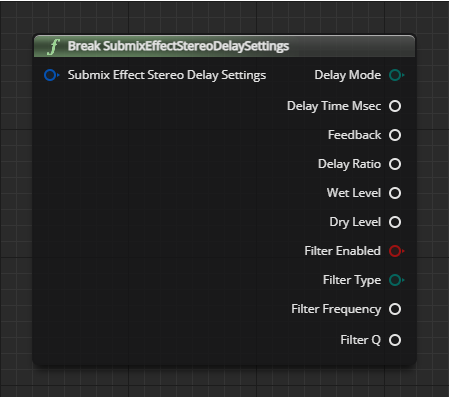 f Break SubmixEffectStereoDelaySettings
Submix Effect Stereo Delay Settings Delay Mode
Delay Time Msec
Feedback
Delay Ratio
Wet Level
Dry Level
Filter Enabled
Filter Type
Filter Frequency
Filter Q